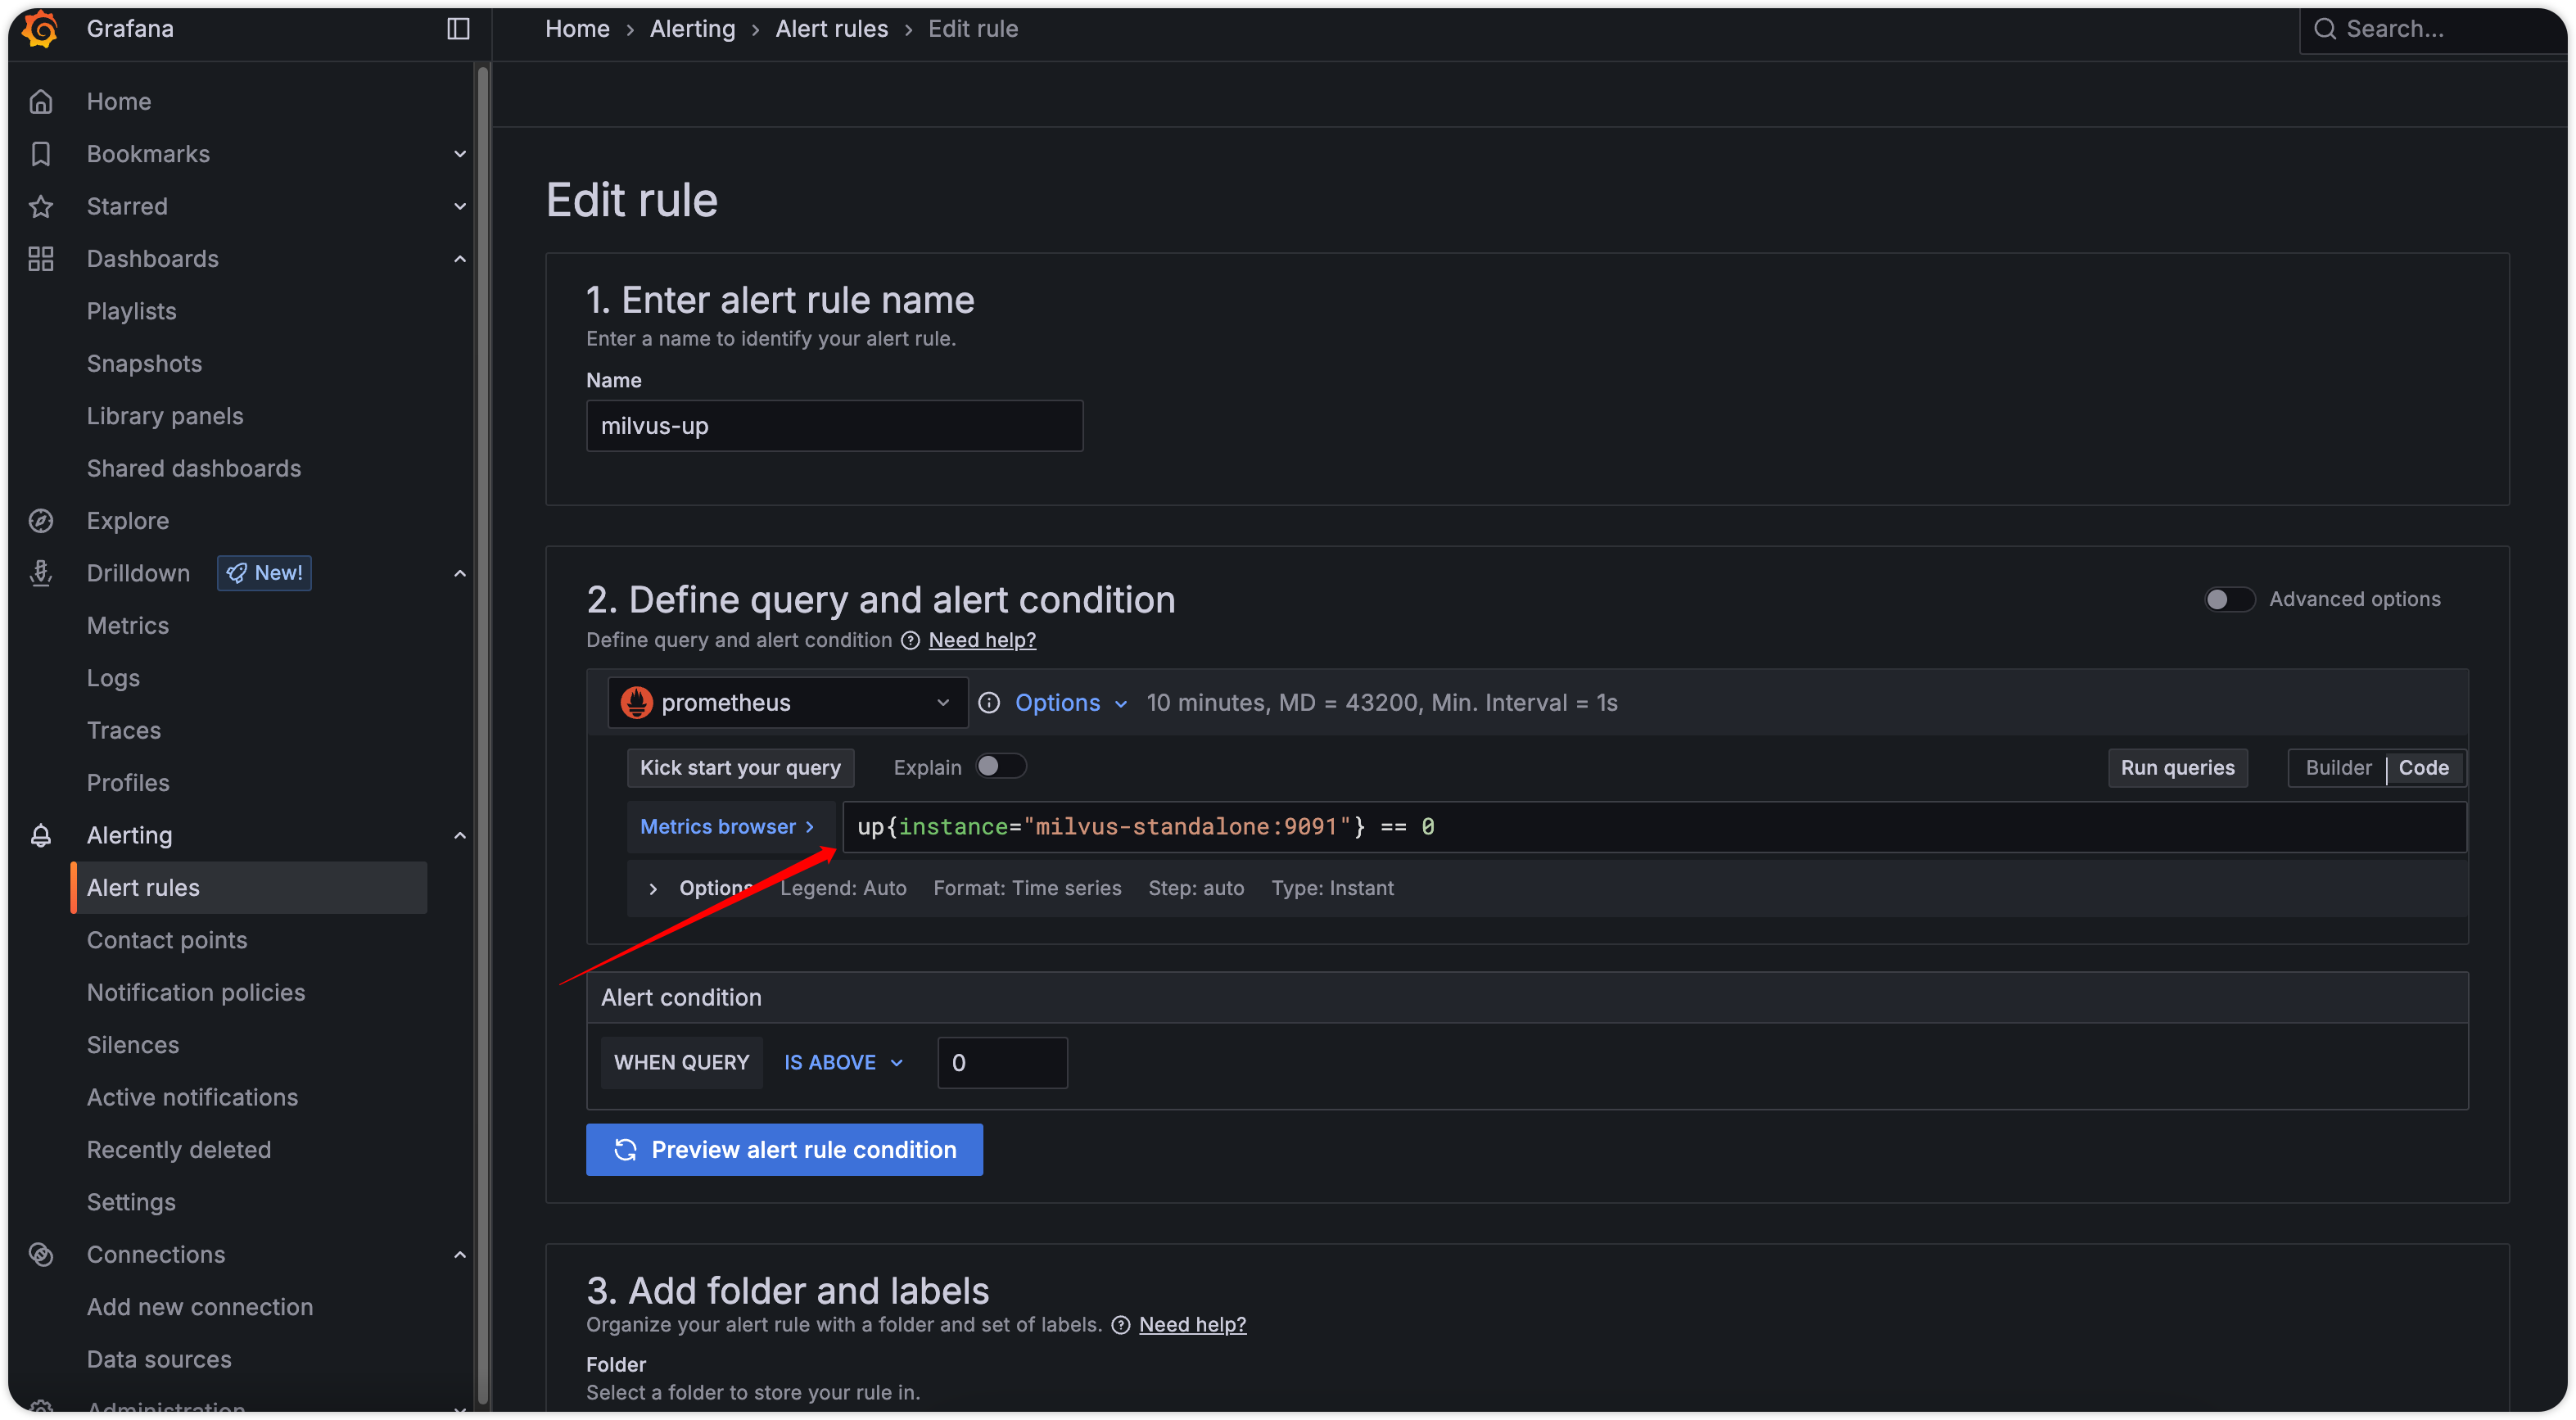 Grafana
Home > Alerting > Alert rules > Edit rule
Search...
Home
Bookmarks
Starred
Dashboards
Playlists
Snapshots
Library panels
Shared dashboards
Explore
Drilldown New!
Metrics
Logs
Traces
Profiles
Alerting
Alert rules
Contact points
Notification policies
Silences
Active notifications
Recently deleted
Settings
Connections
Add new connection
Data sources
Administration
Edit rule
1. Enter alert rule name
Enter a name to identify your alert rule.
Name
milvus-up
2. Define query and alert condition
Advanced options
Define query and alert condition Need help?
prometheus Options 10 minutes, MD = 43200, Min. Interval = 1s
Kick start your query Explain Run queries Builder Code
Metrics browser > up{instance="milvus-standalone:9091"} == 0
> Options Legend: Auto Format: Time series Step: auto Type: Instant
Alert condition
WHEN QUERY IS ABOVE 0
Preview alert rule condition
3. Add folder and labels
Organize your alert rule with a folder and set of labels. Need help?
Folder
Select a folder to store your rule in.